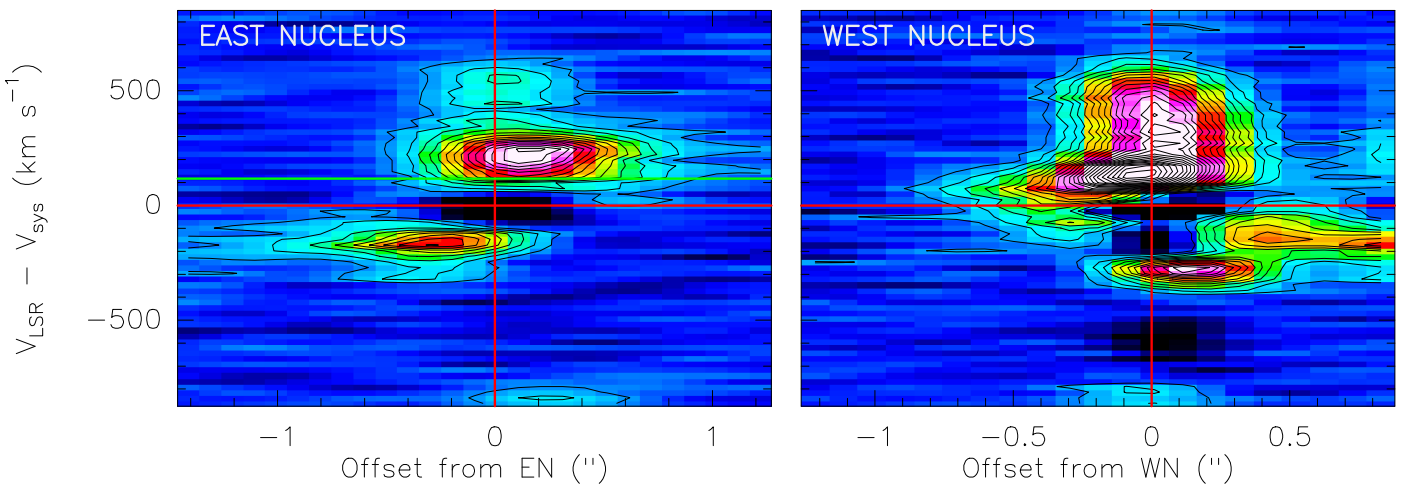 EAST NUCLEUS
WEST NUCLEUS
V_LSR − V_sys (km s⁻¹)
500
0
−500
−1
0
1
−1
−0.5
0
0.5
Offset from EN (")
Offset from WN (")